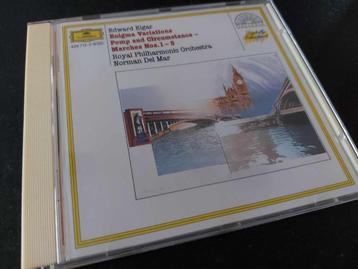 Edward Elgar
Enigma Variations
Pomp and Circumstance –
Marches Nos. 1 – 5
Royal Philharmonic Orchestra
Norman Del Mar